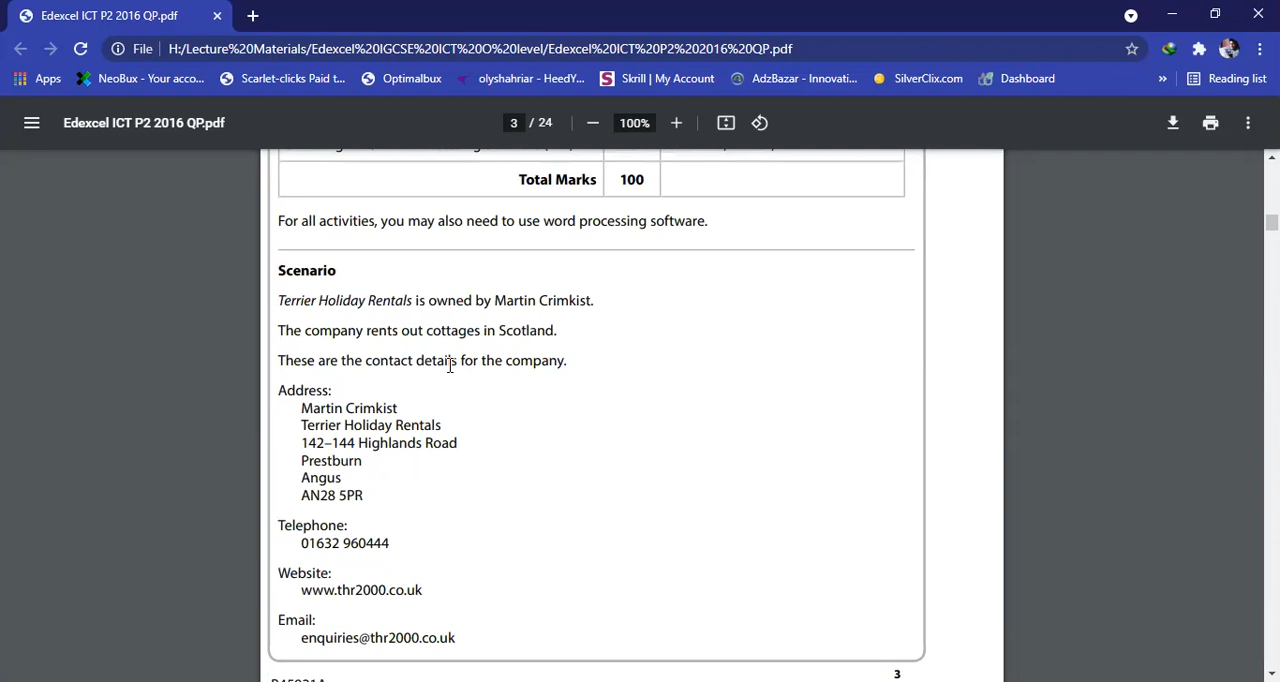 Edexcel ICT P2 2016 QP.pdf
File H:/Lecture%20Materials/Edexcel%20IGCSE%20ICT%20O%20level/Edexcel%20ICT%20P2%202016%20QP.pdf
Apps NeoBux - Your acco... Scarlet-clicks Paid t... Optimalbux olyshahriar - HeedY... Skrill | My Account AdzBazar - Innovati... SilverClix.com Dashboard » Reading list
Edexcel ICT P2 2016 QP.pdf 3 / 24 100%
Total Marks 100
For all activities, you may also need to use word processing software.
Scenario
Terrier Holiday Rentals is owned by Martin Crimkist.
The company rents out cottages in Scotland.
These are the contact details for the company.
Address:
Martin Crimkist
Terrier Holiday Rentals
142–144 Highlands Road
Prestburn
Angus
AN28 5PR
Telephone:
01632 960444
Website:
www.thr2000.co.uk
Email:
enquiries@thr2000.co.uk
3